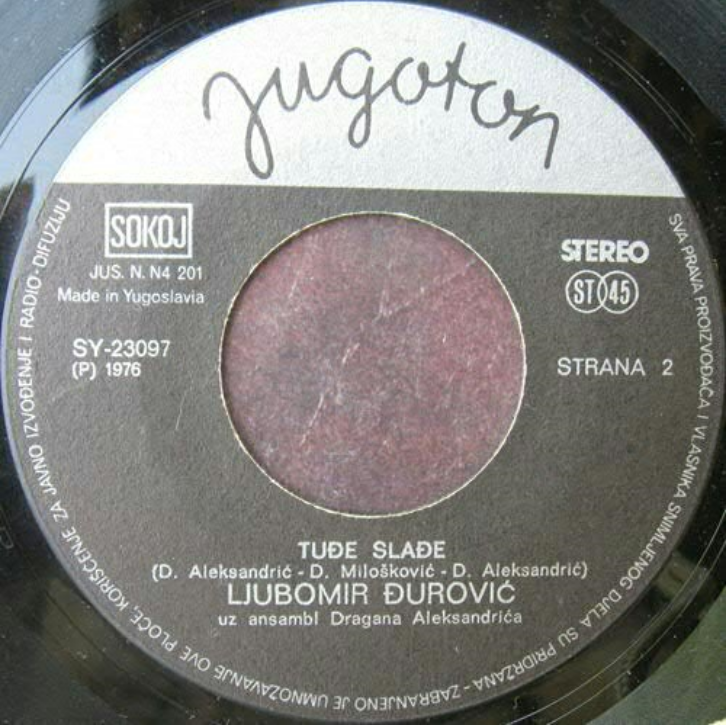 jugoton
SOKOJ
JUS. N. N4 201
Made in Yugoslavia
SY-23097
(P) 1976
STEREO
ST 45
STRANA 2
TUĐE SLAĐE
(D. Aleksandrić - D. Milošković - D. Aleksandrić)
LJUBOMIR ĐUROVIĆ
uz ansambl Dragana Aleksandrića
SVA PRAVA PROIZVOĐAČA I VLASNIKA SNIMLJENOG DJELA SU PRIDRŽANA - ZABRANJENO JE UMNOŽAVANJE OVE PLOČE, KORIŠĆENJE ZA JAVNO IZVOĐENJE I RADIO-DIFUZIJU